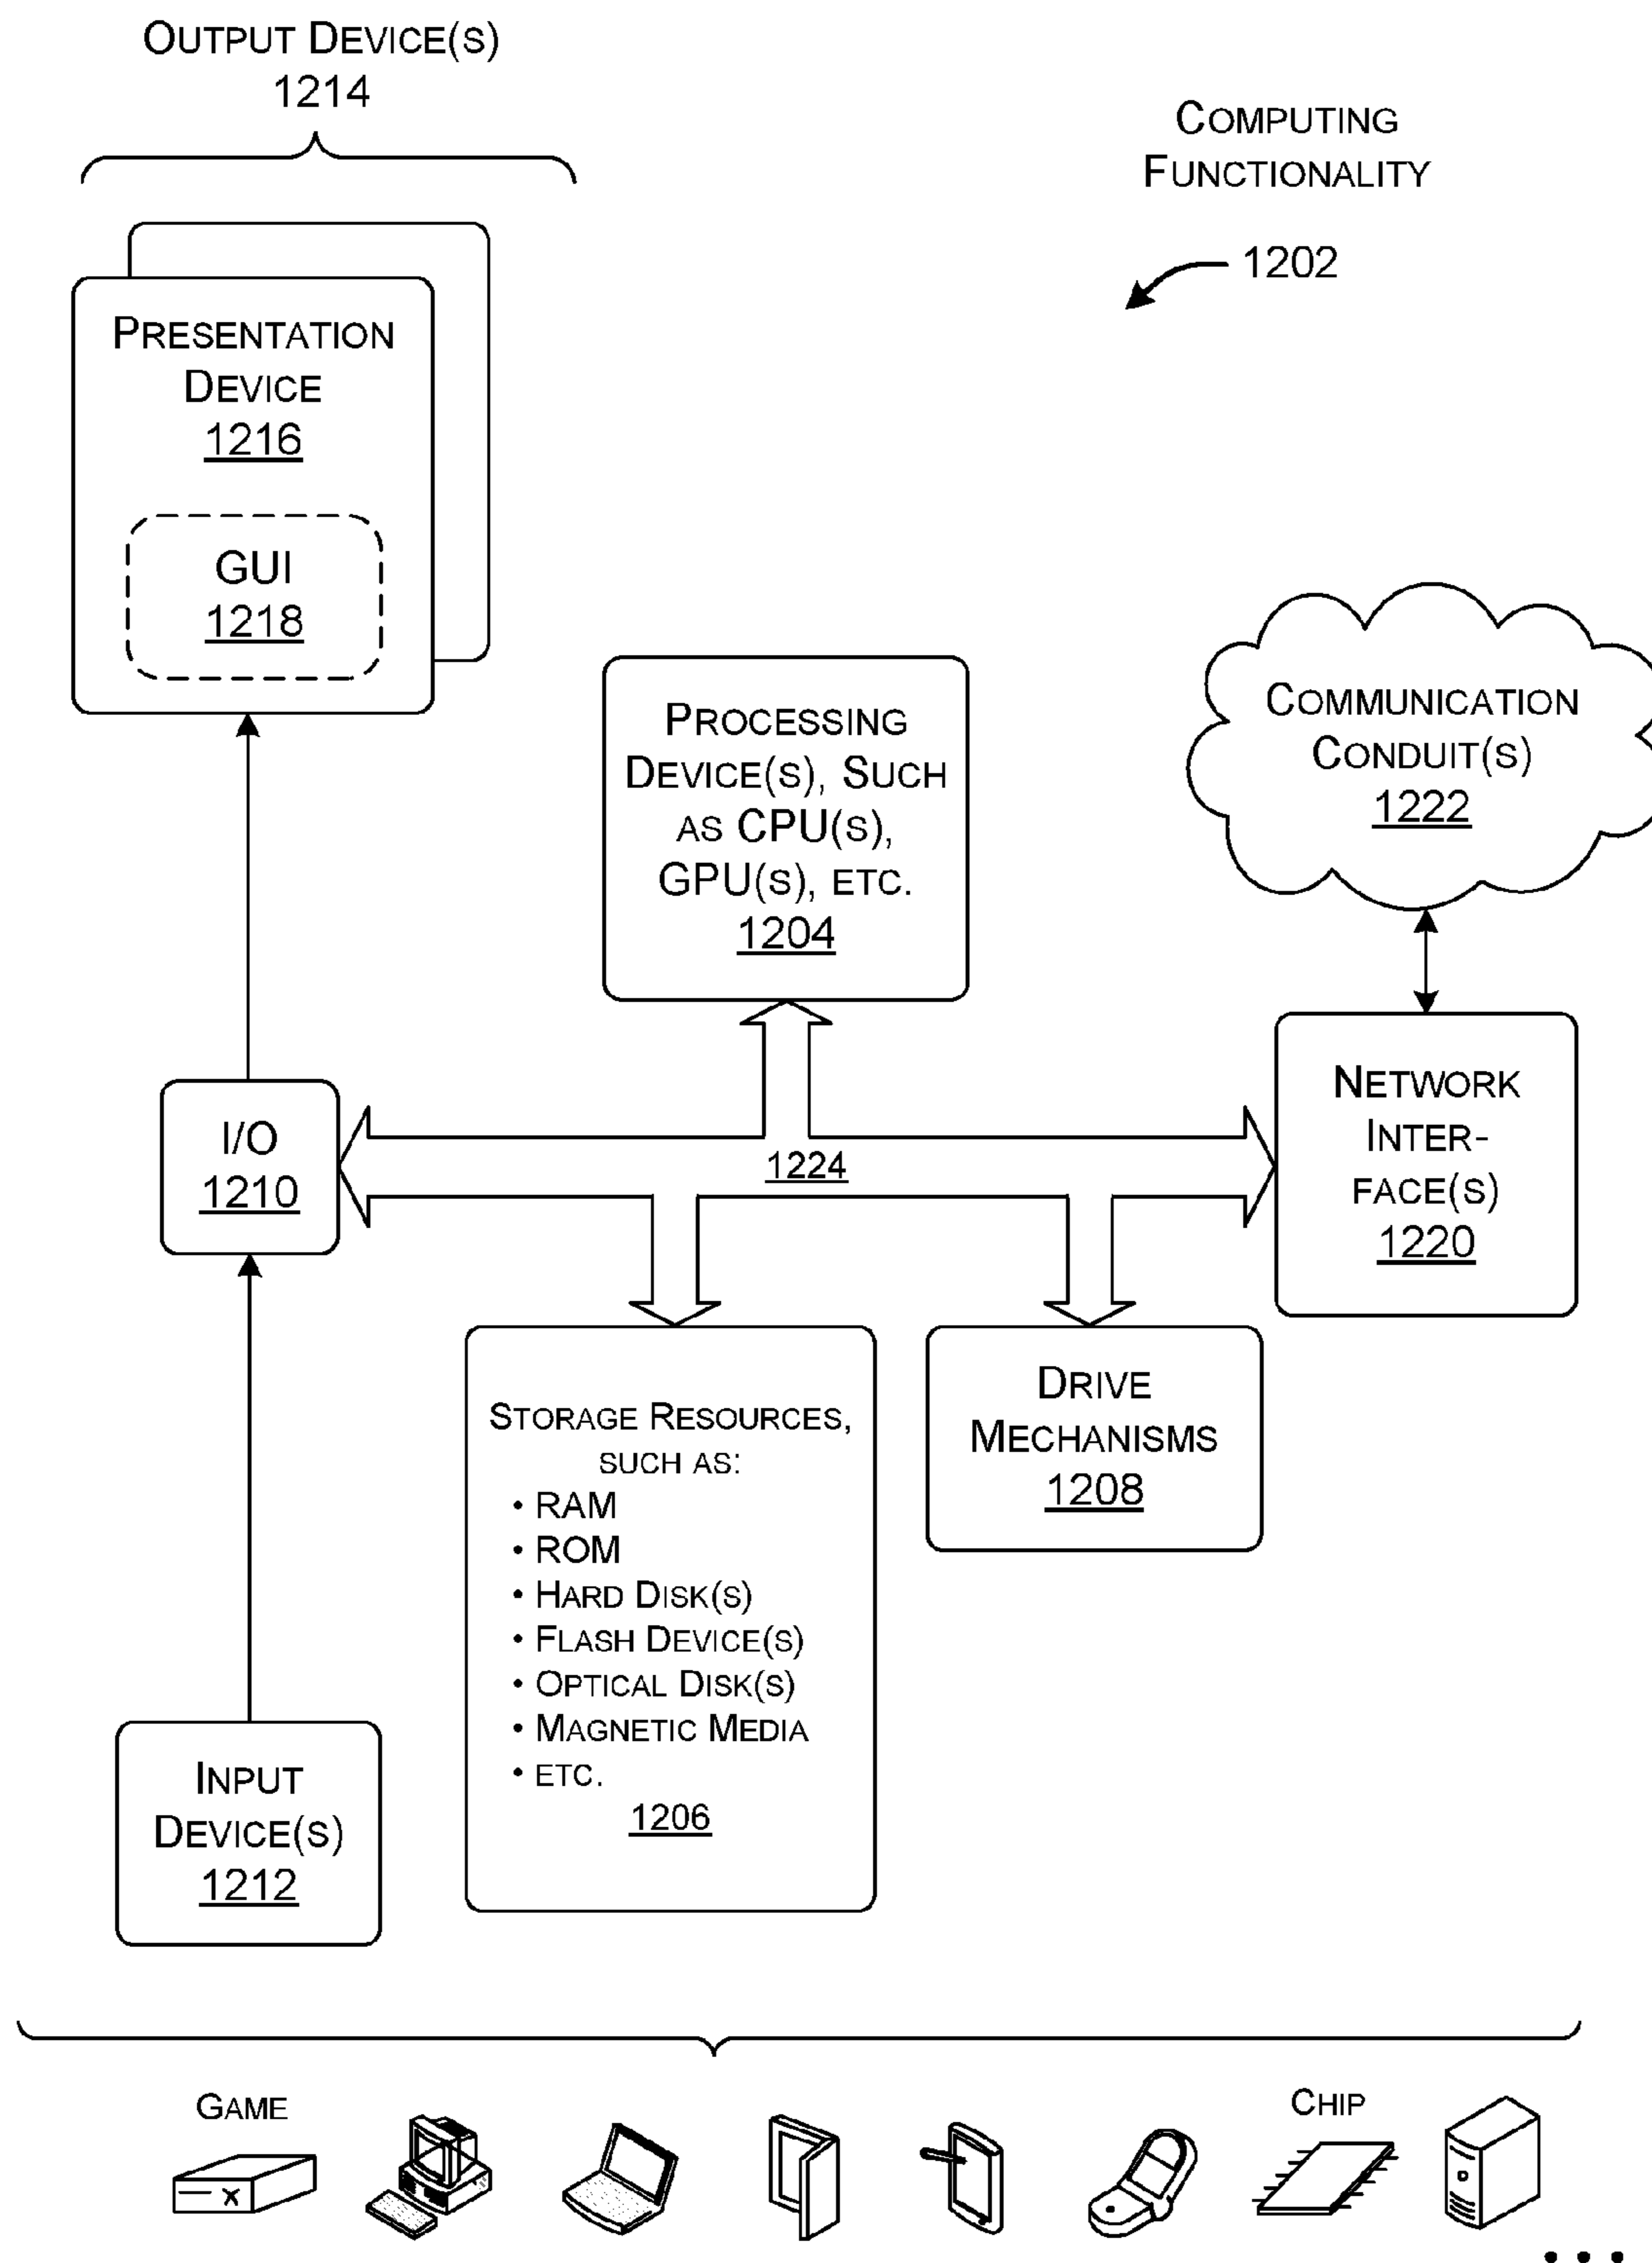 OUTPUT DEVICE(S)
1214
COMPUTING
FUNCTIONALITY
1202
PRESENTATION
DEVICE
1216
GUI
1218
PROCESSING
DEVICE(S), SUCH
AS CPU(S),
GPU(S), ETC.
1204
COMMUNICATION
CONDUIT(S)
1222
I/O
1210
1224
NETWORK
INTER-
FACE(S)
1220
STORAGE RESOURCES,
SUCH AS:
• RAM
• ROM
• HARD DISK(S)
• FLASH DEVICE(S)
• OPTICAL DISK(S)
• MAGNETIC MEDIA
• ETC.
1206
DRIVE
MECHANISMS
1208
INPUT
DEVICE(S)
1212
GAME
CHIP
...